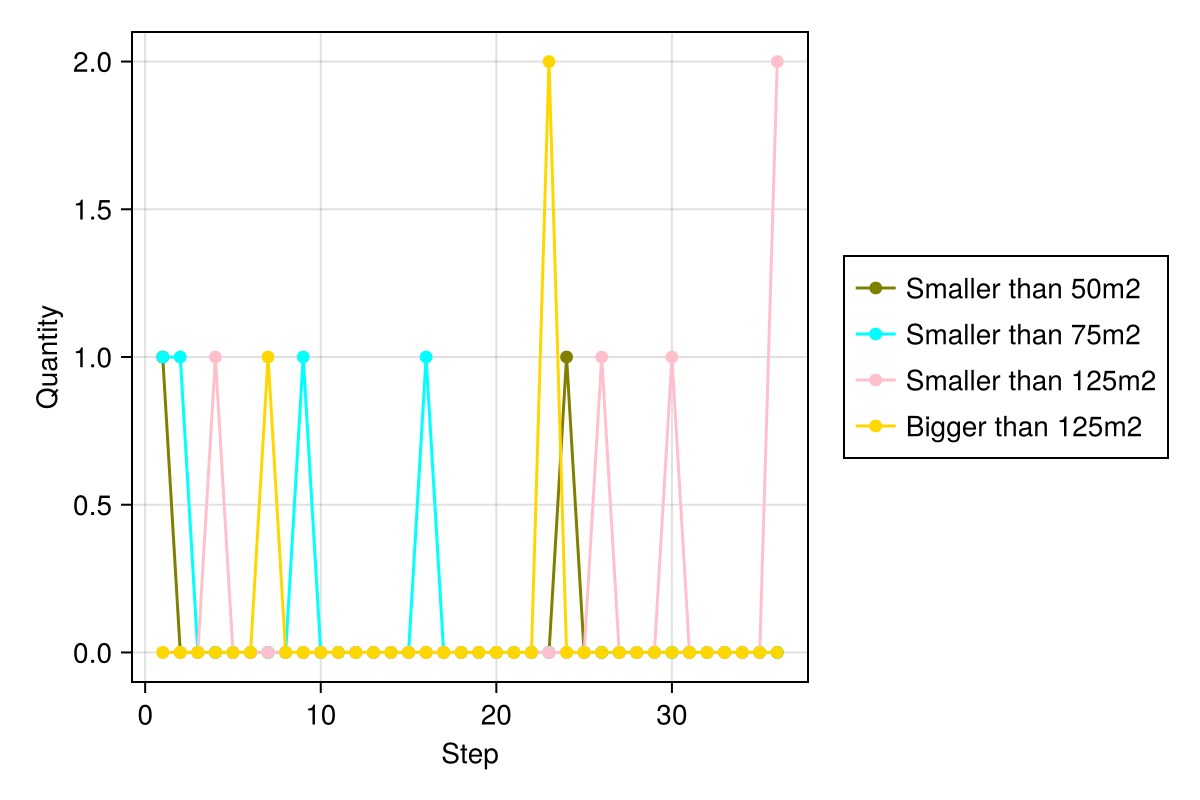 2.0
1.5
1.0
0.5
0.0
Quantity
0 10 20 30
Step
Smaller than 50m2
Smaller than 75m2
Smaller than 125m2
Bigger than 125m2